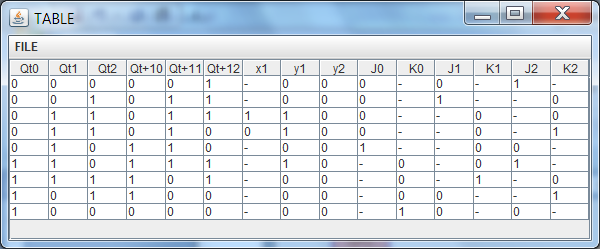 TABLE
FILE
Qt0 Qt1 Qt2 Qt+10 Qt+11 Qt+12 x1 y1 y2 J0 K0 J1 K1 J2 K2
0 0 0 0 0 1 - 0 0 0 - 0 - 1 -
0 0 1 0 1 1 - 0 0 0 - 1 - - 0
0 1 1 0 1 1 1 1 0 0 - - 0 - 0
0 1 1 0 1 0 0 1 0 0 - - 0 - 1
0 1 0 1 1 0 - 0 0 1 - - 0 0 -
1 1 0 1 1 1 - 1 0 - 0 - 0 1 -
1 1 1 1 0 1 - 0 0 - 0 - 1 - 0
1 0 1 1 0 0 - 0 0 - 0 0 - - 1
1 0 0 0 0 0 - 0 0 - 1 0 - 0 -